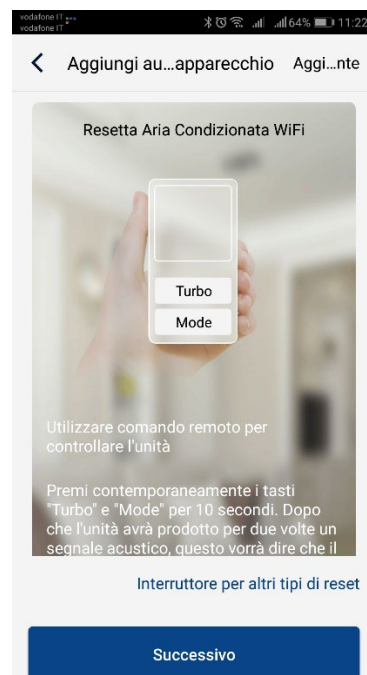 vodafone IT
vodafone IT
64% 11:22
Aggiungi au...apparecchio Aggi...nte
Resetta Aria Condizionata WiFi
Turbo
Mode
Utilizzare comando remoto per
controllare l'unità
Premi contemporaneamente i tasti
"Turbo" e "Mode" per 10 secondi. Dopo
che l'unità avrà prodotto per due volte un
segnale acustico, questo vorrà dire che il
Interruttore per altri tipi di reset
Successivo